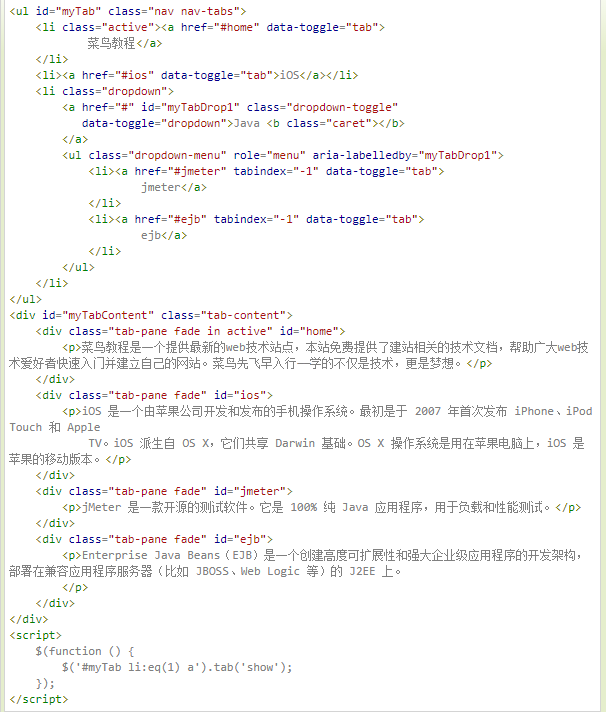 <ul id="myTab" class="nav nav-tabs">
    <li class="active"><a href="#home" data-toggle="tab">
            菜鸟教程</a>
    </li>
    <li><a href="#ios" data-toggle="tab">iOS</a></li>
    <li class="dropdown">
        <a href="#" id="myTabDrop1" class="dropdown-toggle"
           data-toggle="dropdown">Java <b class="caret"></b>
        </a>
        <ul class="dropdown-menu" role="menu" aria-labelledby="myTabDrop1">
            <li><a href="#jmeter" tabindex="-1" data-toggle="tab">
                    jmeter</a>
            </li>
            <li><a href="#ejb" tabindex="-1" data-toggle="tab">
                    ejb</a>
            </li>
        </ul>
    </li>
</ul>
<div id="myTabContent" class="tab-content">
    <div class="tab-pane fade in active" id="home">
        <p>菜鸟教程是一个提供最新的web技术站点，本站免费提供了建站相关的技术文档，帮助广大web技
术爱好者快速入门并建立自己的网站。菜鸟先飞早入行—学的不仅是技术，更是梦想。</p>
    </div>
    <div class="tab-pane fade" id="ios">
        <p>iOS 是一个由苹果公司开发和发布的手机操作系统。最初是于 2007 年首次发布 iPhone、iPod
Touch 和 Apple
            TV。iOS 派生自 OS X，它们共享 Darwin 基础。OS X 操作系统是用在苹果电脑上，iOS 是
苹果的移动版本。</p>
    </div>
    <div class="tab-pane fade" id="jmeter">
        <p>jMeter 是一款开源的测试软件。它是 100% 纯 Java 应用程序，用于负载和性能测试。</p>
    </div>
    <div class="tab-pane fade" id="ejb">
        <p>Enterprise Java Beans（EJB）是一个创建高度可扩展性和强大企业级应用程序的开发架构，
部署在兼容应用程序服务器（比如 JBOSS、Web Logic 等）的 J2EE 上。
        </p>
    </div>
</div>
<script>
    $(function () {
        $('#myTab li:eq(1) a').tab('show');
    });
</script>